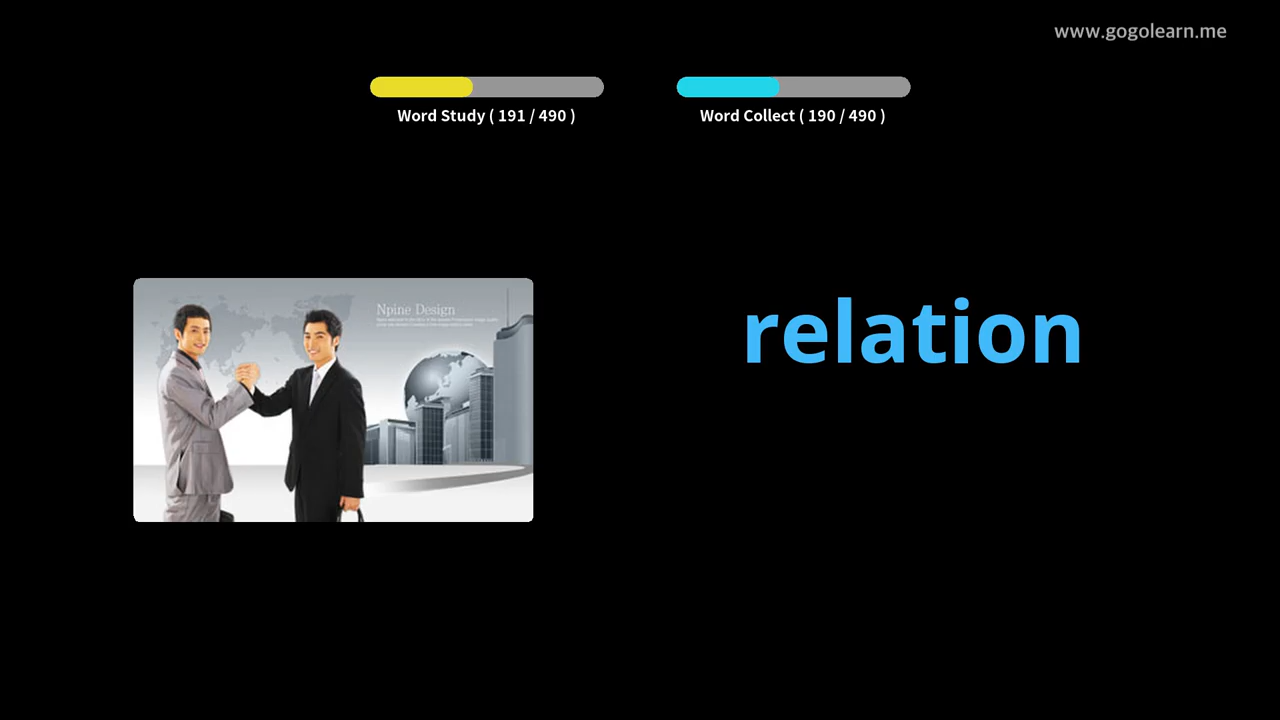 www.gogolearn.me
Word Study ( 191 / 490 )
Word Collect ( 190 / 490 )
Npine Design
relation